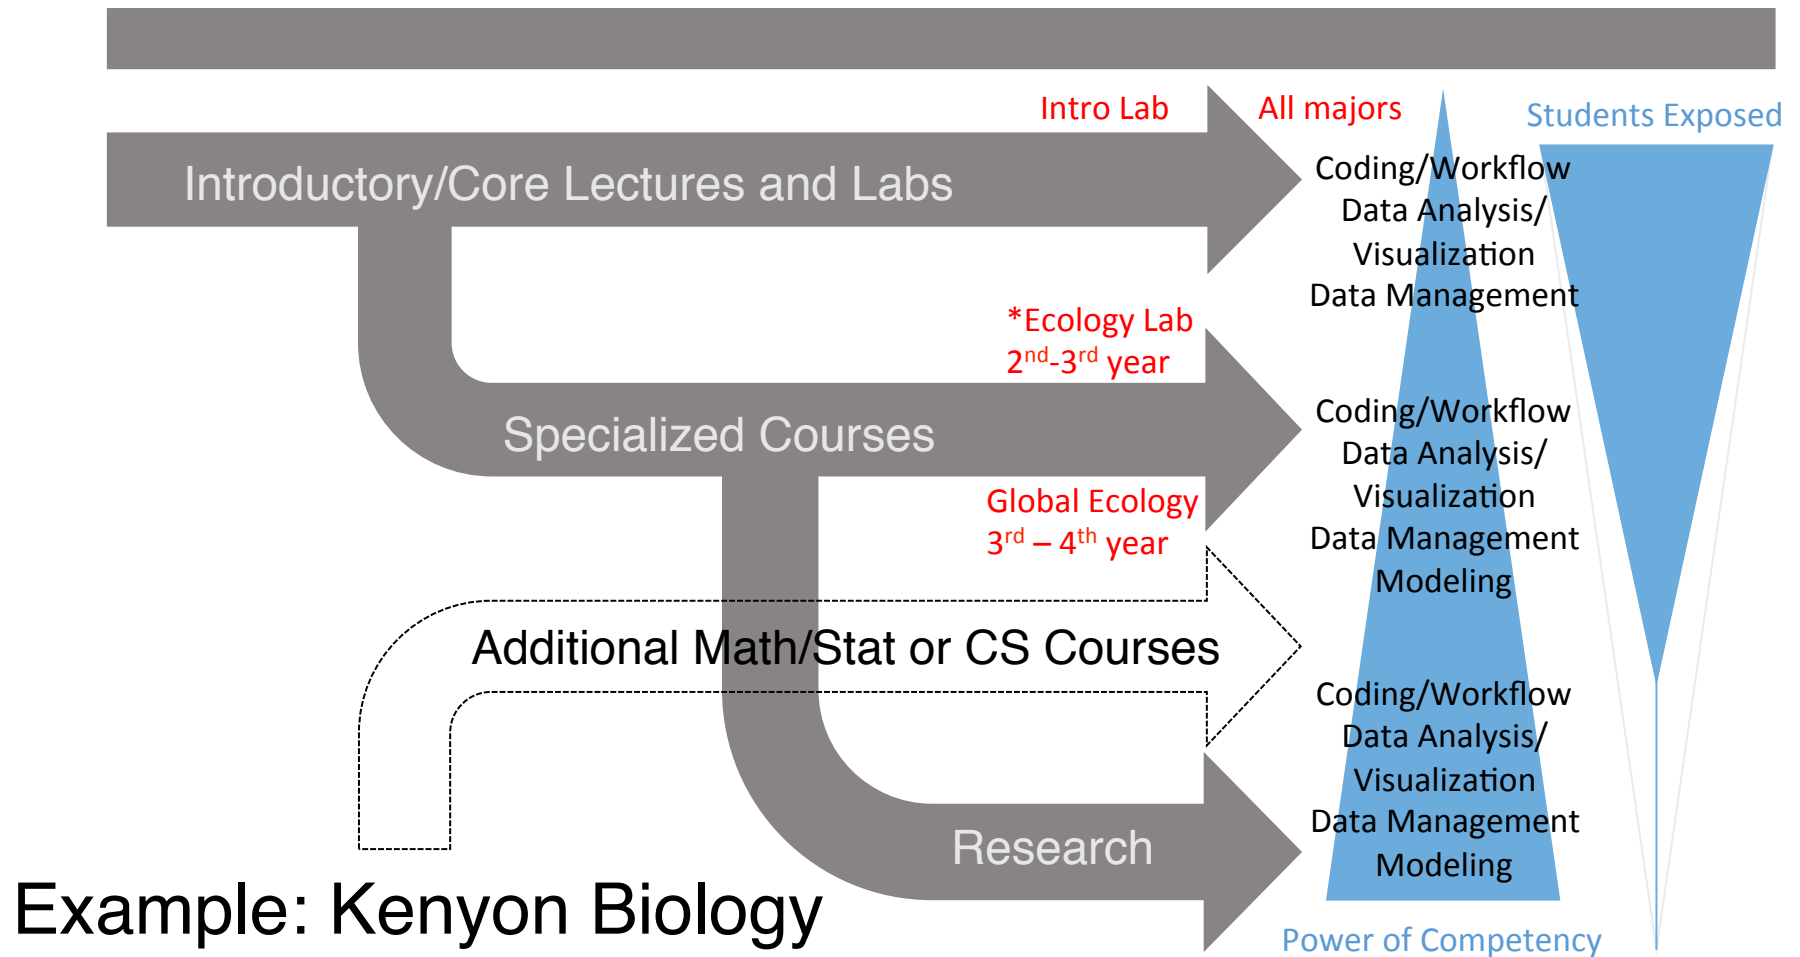 Intro Lab
All majors
Students Exposed
Introductory/Core Lectures and Labs
Coding/Workflow
Data Analysis/
Visualization
Data Management
*Ecology Lab
2nd-3rd year
Specialized Courses
Coding/Workflow
Data Analysis/
Visualization
Data Management
Modeling
Global Ecology
3rd – 4th year
Additional Math/Stat or CS Courses
Coding/Workflow
Data Analysis/
Visualization
Data Management
Modeling
Research
Example: Kenyon Biology
Power of Competency